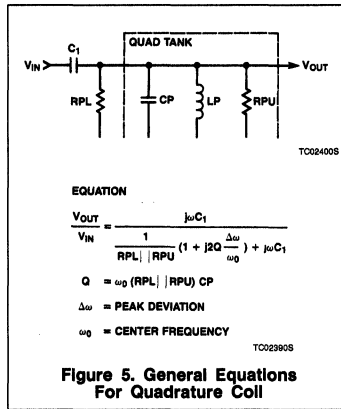 QUAD TANK
C1
VIN
VOUT
RPL
CP
LP
RPU
TC02400S
EQUATION
VOUT / VIN = jωC1 / ( 1 / RPL||RPU (1 + j2Q Δω / ω0) + jωC1 )
Q = ω0 (RPL||RPU) CP
Δω = PEAK DEVIATION
ω0 = CENTER FREQUENCY
TC02390S
Figure 5. General Equations
For Quadrature Coil